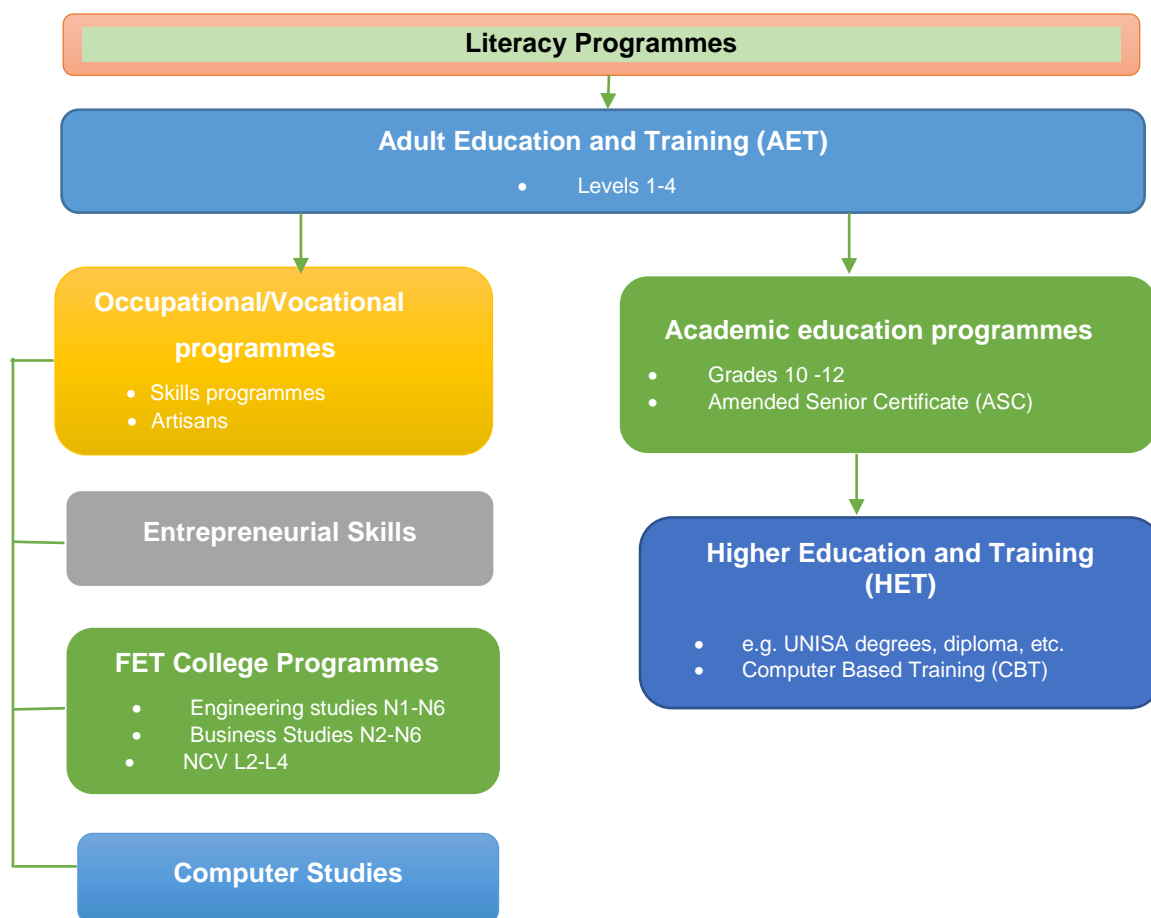 Literacy Programmes
Adult Education and Training (AET)
• Levels 1-4
Occupational/Vocational
programmes
• Skills programmes
• Artisans
Academic education programmes
• Grades 10 -12
• Amended Senior Certificate (ASC)
Entrepreneurial Skills
Higher Education and Training
(HET)
• e.g. UNISA degrees, diploma, etc.
• Computer Based Training (CBT)
FET College Programmes
• Engineering studies N1-N6
• Business Studies N2-N6
• NCV L2-L4
Computer Studies